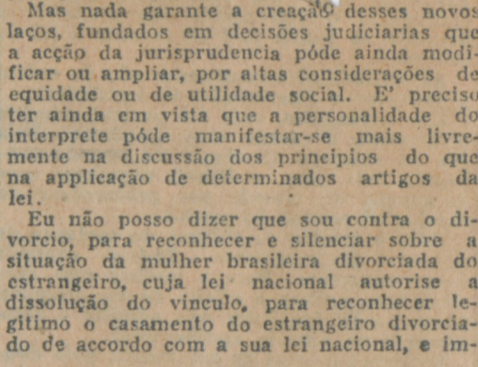 Mas nada garante a creação desses novos
laços, fundados em decisões judiciarias que
a acção da jurisprudencia póde ainda modi-
ficar ou ampliar, por altas considerações de
equidade ou de utilidade social. E' preciso
ter ainda em vista que a personalidade do
interprete póde manifestar-se mais livre-
mente na discussão dos principios do que
na applicação de determinados artigos da
lei.
Eu não posso dizer que sou contra o di-
vorcio, para reconhecer e silenciar sobre a
situação da mulher brasileira divorciada do
estrangeiro, cuja lei nacional autorise a
dissolução do vinculo, para reconhecer le-
gitimo o casamento do estrangeiro divorcia-
do de accordo com a sua lei nacional, e im-